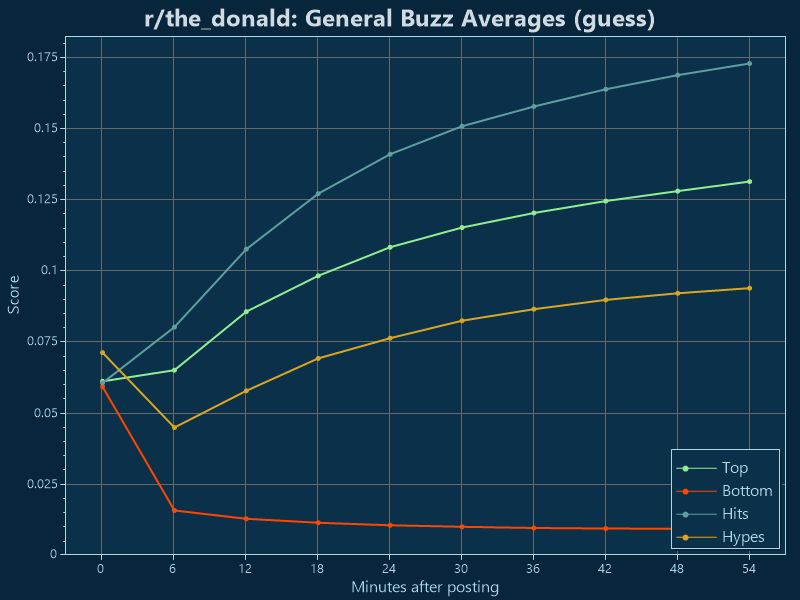 r/the_donald: General Buzz Averages (guess)
0.175
0.15
0.125
0.1
0.075
0.05
0.025
0
Score
Top
Bottom
Hits
Hypes
0 6 12 18 24 30 36 42 48 54
Minutes after posting